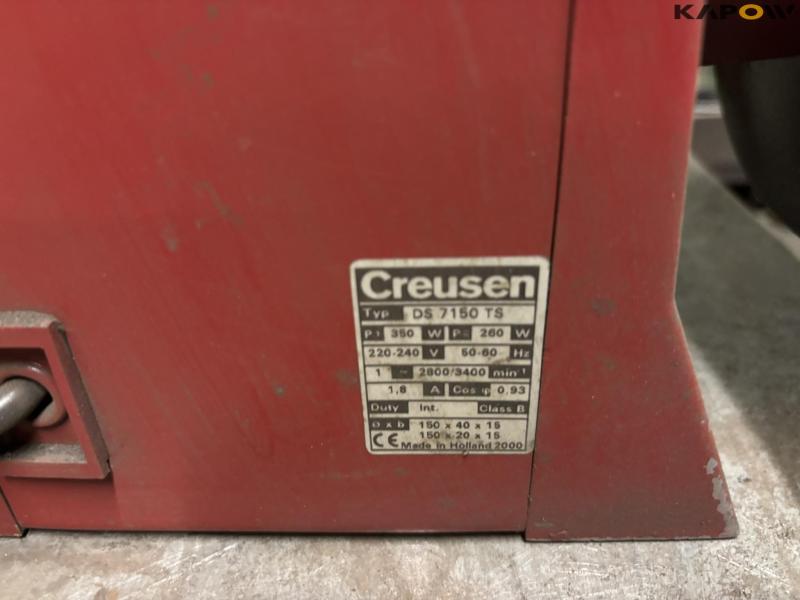 KAPOW
Creusen
Typ DS 7150 TS
P1 350 W P2 260 W
220-240 V 50-60 Hz
1 ~ 2800/3400 min⁻¹
1,8 A Cos φ 0,93
Duty Int. Class B
ø x b 150 x 40 x 15
150 x 20 x 15
CE Made in Holland 2000